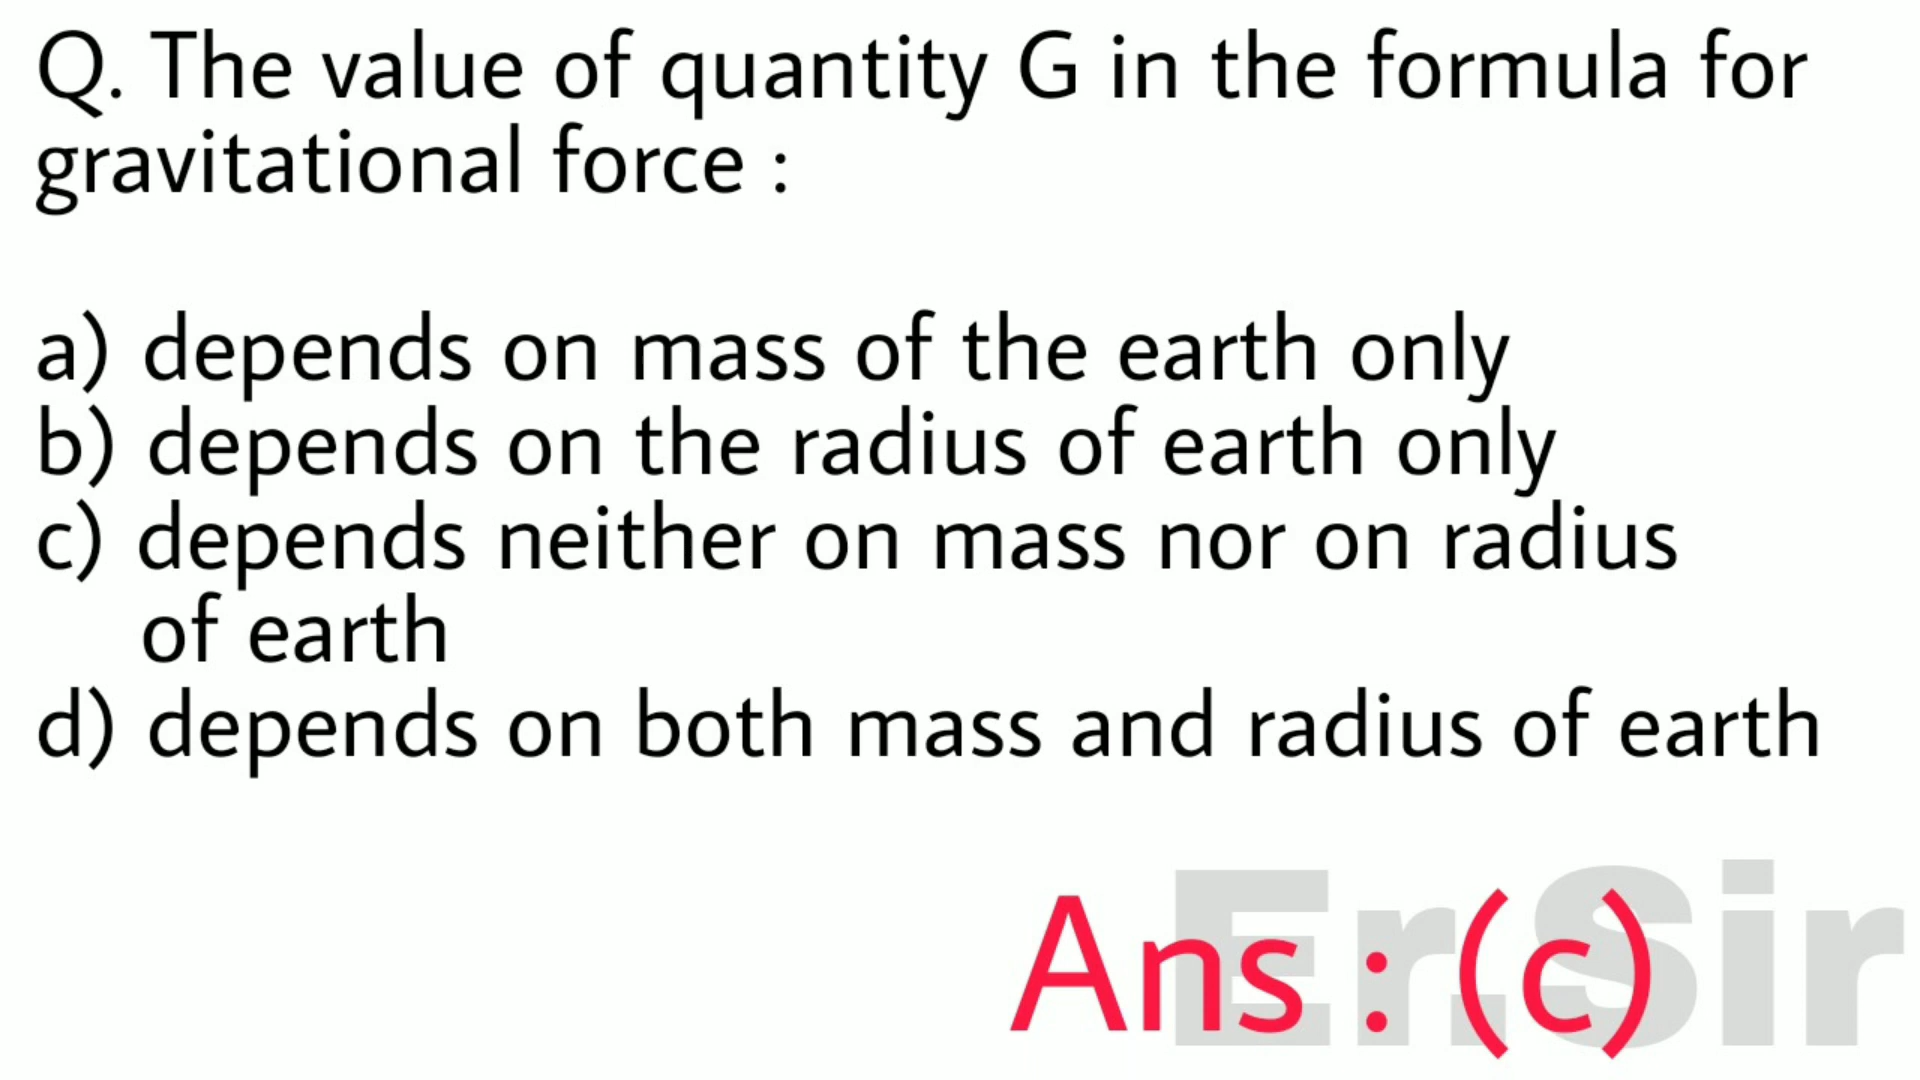 Q. The value of quantity G in the formula for
gravitational force :
a) depends on mass of the earth only
b) depends on the radius of earth only
c) depends neither on mass nor on radius
of earth
d) depends on both mass and radius of earth
Er.Sir
Ans : (c)